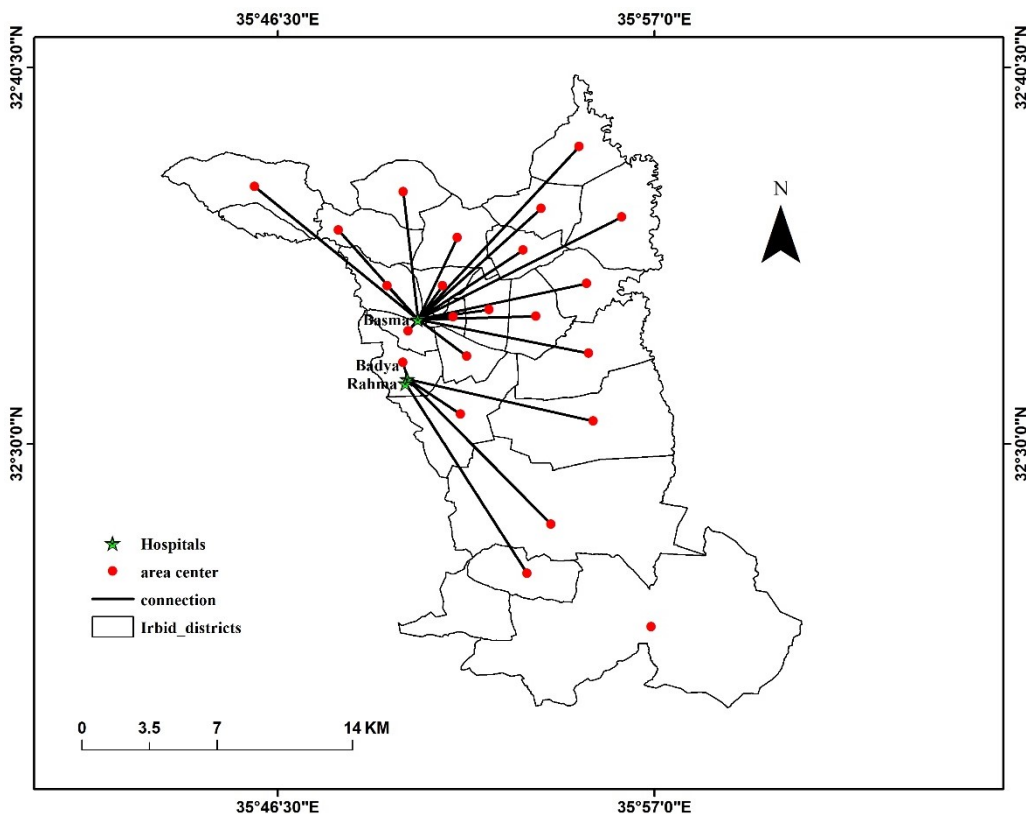 35°46'30"E
35°57'0"E
32°40'30"N
32°40'30"N
N
Basma
Badya
Rahma
32°30'0"N
32°30'0"N
Hospitals
area center
connection
Irbid_districts
0 3.5 7 14 KM
35°46'30"E
35°57'0"E